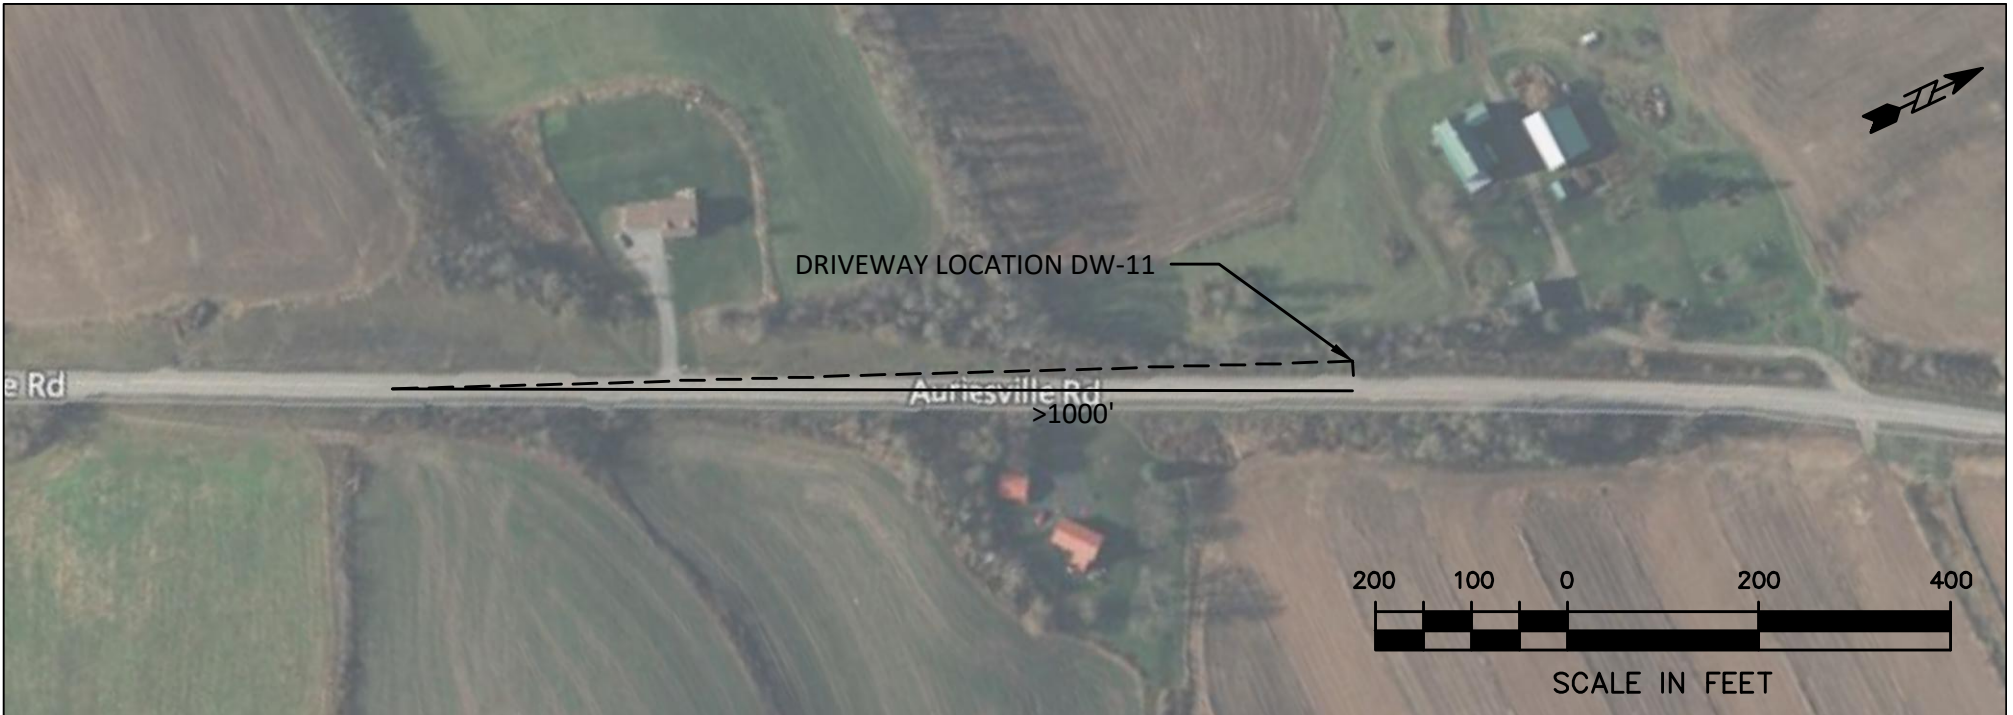 DRIVEWAY LOCATION DW-11
e Rd
Auriesville Rd
>1000'
200 100 0 200 400
SCALE IN FEET